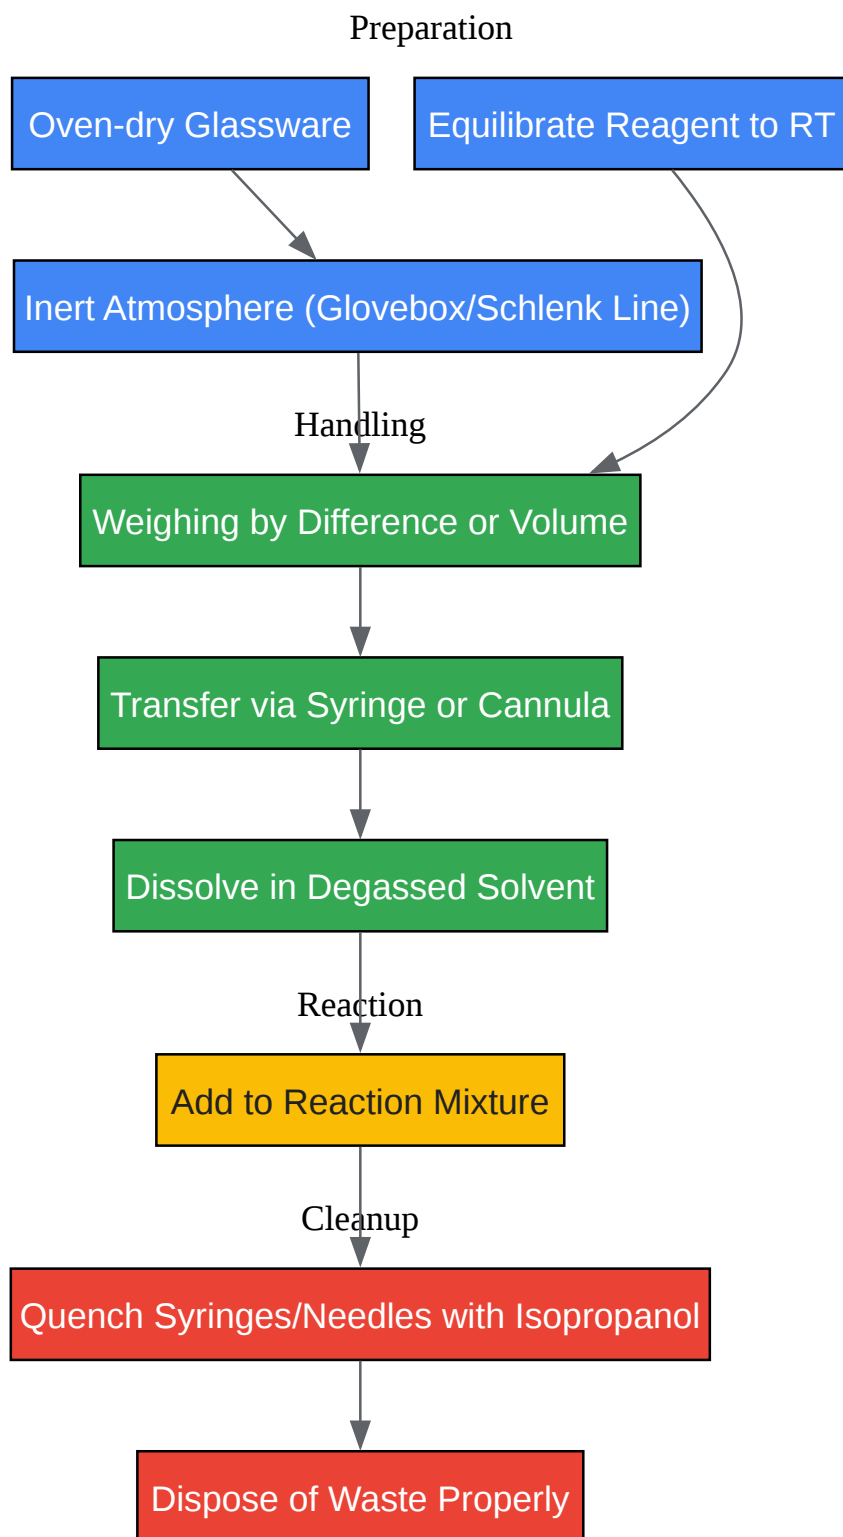 Preparation
Oven-dry Glassware
Equilibrate Reagent to RT
Inert Atmosphere (Glovebox/Schlenk Line)
Handling
Weighing by Difference or Volume
Transfer via Syringe or Cannula
Dissolve in Degassed Solvent
Reaction
Add to Reaction Mixture
Cleanup
Quench Syringes/Needles with Isopropanol
Dispose of Waste Properly